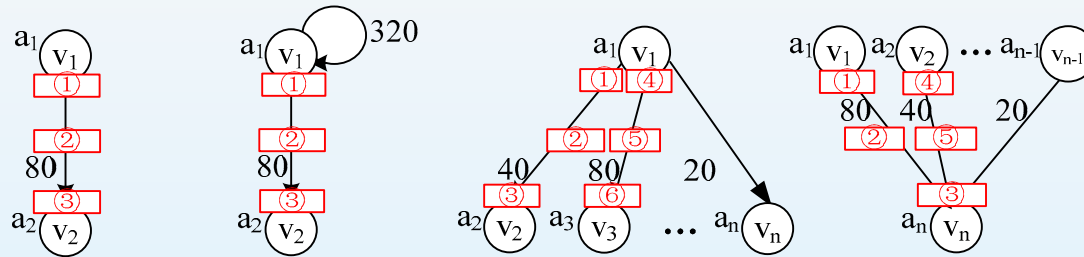 a1 v1 ① ② 80 ③ a2 v2
a1 v1 320 ① ② 80 ③ a2 v2
a1 v1 ① ④ ② ⑤ 40 80 20 ③ ⑥ a2 v2 a3 v3 ... an vn
a1 v1 a2 v2 ... an-1 vn-1 ① ④ 80 40 20 ② ⑤ ③ an vn